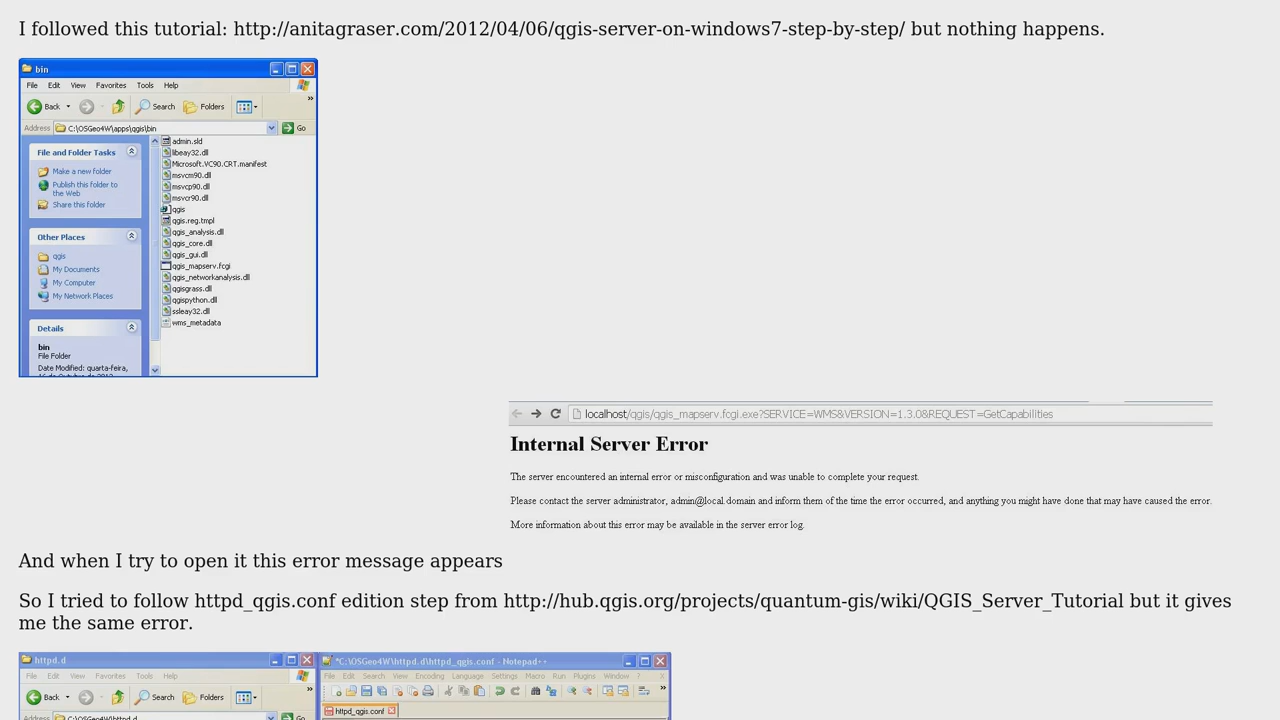 I followed this tutorial: http://anitagraser.com/2012/04/06/qgis-server-on-windows7-step-by-step/ but nothing happens.
bin
File Edit View Favorites Tools Help
Back Search Folders
Address C:\OSGeo4W\apps\qgis\bin Go
File and Folder Tasks
Make a new folder
Publish this folder to
the Web
Share this folder
Other Places
qgis
My Documents
My Computer
My Network Places
Details
bin
File Folder
Date Modified: quarta-feira,
admin.sld
libeay32.dll
Microsoft.VC90.CRT.manifest
msvcm90.dll
msvcp90.dll
msvcr90.dll
qgis
qgis.reg.tmpl
qgis_analysis.dll
qgis_core.dll
qgis_gui.dll
qgis_mapserv.fcgi
qgis_networkanalysis.dll
qgisgrass.dll
qgispython.dll
ssleay32.dll
wms_metadata
localhost/qgis/qgis_mapserv.fcgi.exe?SERVICE=WMS&VERSION=1.3.0&REQUEST=GetCapabilities
Internal Server Error
The server encountered an internal error or misconfiguration and was unable to complete your request.
Please contact the server administrator, admin@local.domain and inform them of the time the error occurred, and anything you might have done that may have caused the error.
More information about this error may be available in the server error log.
And when I try to open it this error message appears
So I tried to follow httpd_qgis.conf edition step from http://hub.qgis.org/projects/quantum-gis/wiki/QGIS_Server_Tutorial but it gives
me the same error.
httpd.d
File Edit View Favorites Tools Help
Back Search Folders
Address C:\OSGeo4W\httpd.d Go
*C:\OSGeo4W\httpd.d\httpd_qgis.conf - Notepad++
File Edit Search View Encoding Language Settings Macro Run Plugins Window ? X
httpd_qgis.conf